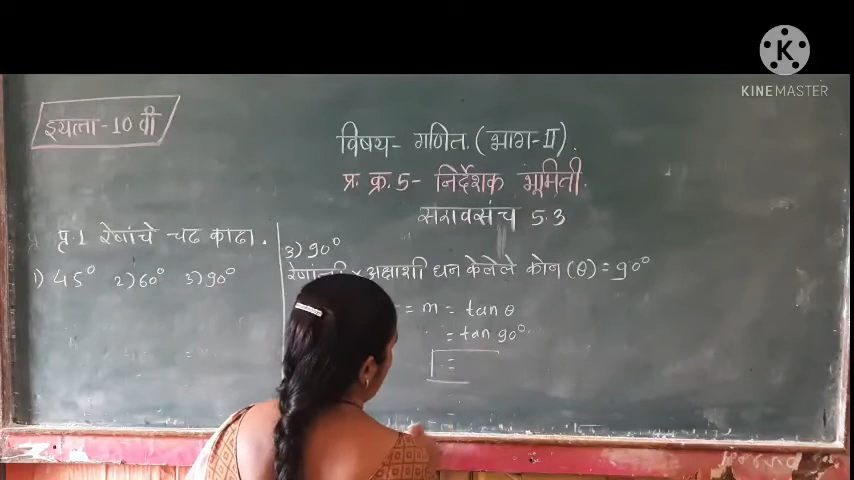 KINEMASTER
इयत्ता-10 वी
विषय- गणित. (भाग-II).
प्र. क्र. 5- निर्देशक भूमिती.
सरावसंच 5.3
प्र.1 रेषांचे चढ काढा.
1) 45° 2) 60° 3) 90°
3) 90°
अक्षाशी धन केलेले कोन (θ) = 90°
= m = tan θ
= tan 90°
=